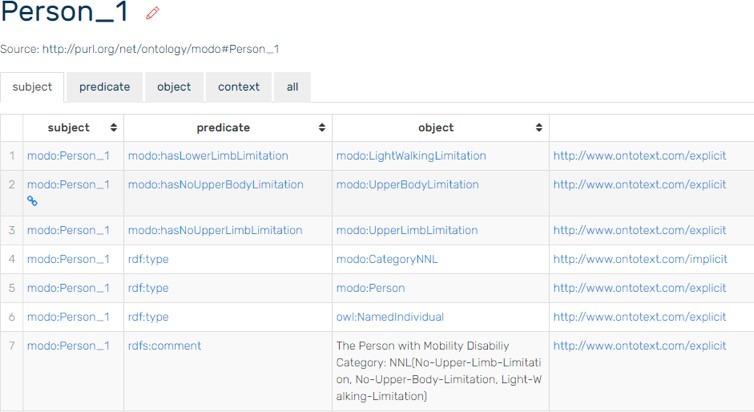 Person_1
Source: http://purl.org/net/ontology/modo#Person_1
subject predicate object context all
subject predicate object
1 modo:Person_1 modo:hasLowerLimbLimitation modo:LightWalkingLimitation http://www.ontotext.com/explicit
2 modo:Person_1 modo:hasNoUpperBodyLimitation modo:UpperBodyLimitation http://www.ontotext.com/explicit
3 modo:Person_1 modo:hasNoUpperLimbLimitation modo:UpperLimbLimitation http://www.ontotext.com/explicit
4 modo:Person_1 rdf:type modo:CategoryNNL http://www.ontotext.com/implicit
5 modo:Person_1 rdf:type modo:Person http://www.ontotext.com/explicit
6 modo:Person_1 rdf:type owl:NamedIndividual http://www.ontotext.com/explicit
7 modo:Person_1 rdfs:comment The Person with Mobility Disabiliy http://www.ontotext.com/explicit
Category: NNL(No-Upper-Limb-Limitati
on, No-Upper-Body-Limitation, Light-W
alking-Limitation)